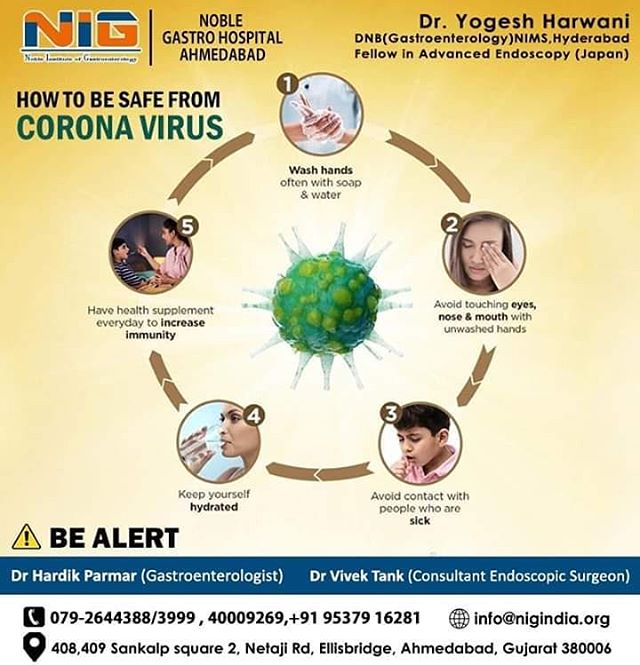 NIG
Noble Institute of Gastroenterology
NOBLE
GASTRO HOSPITAL
AHMEDABAD
Dr. Yogesh Harwani
DNB(Gastroenterology)NIMS,Hyderabad
Fellow in Advanced Endoscopy (Japan)
HOW TO BE SAFE FROM
CORONA VIRUS
1
Wash hands
often with soap
& water
2
Avoid touching eyes,
nose & mouth with
unwashed hands
3
Avoid contact with
people who are
sick
4
Keep yourself
hydrated
5
Have health supplement
everyday to increase
immunity
BE ALERT
Dr Hardik Parmar (Gastroenterologist) Dr Vivek Tank (Consultant Endoscopic Surgeon)
079-2644388/3999 , 40009269,+91 95379 16281 info@nigindia.org
408,409 Sankalp square 2, Netaji Rd, Ellisbridge, Ahmedabad, Gujarat 380006